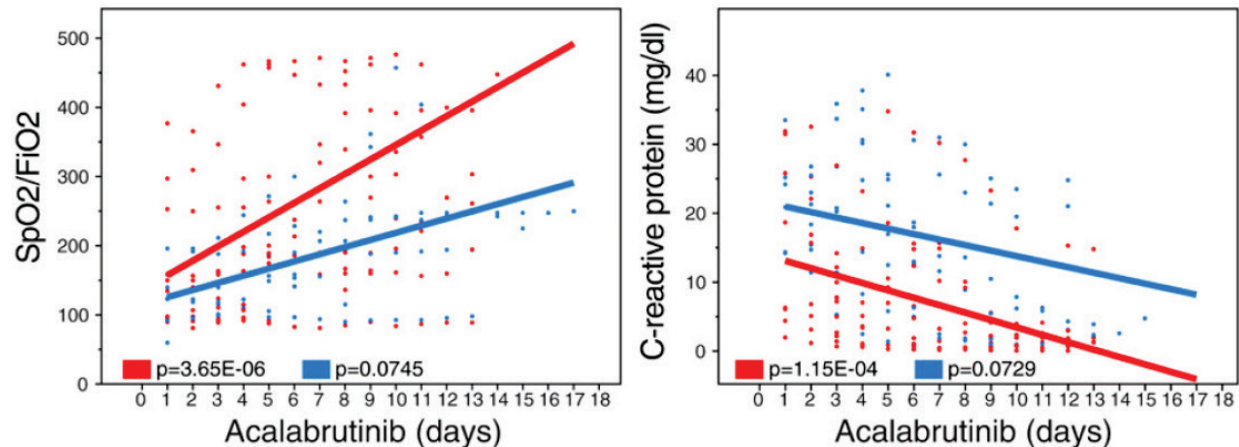 SpO2/FiO2
500
400
300
200
100
0
p=3.65E-06 p=0.0745
0 1 2 3 4 5 6 7 8 9 10 11 12 13 14 15 16 17 18
Acalabrutinib (days)
C-reactive protein (mg/dl)
40
30
20
10
0
p=1.15E-04 p=0.0729
0 1 2 3 4 5 6 7 8 9 10 11 12 13 14 15 16 17 18
Acalabrutinib (days)